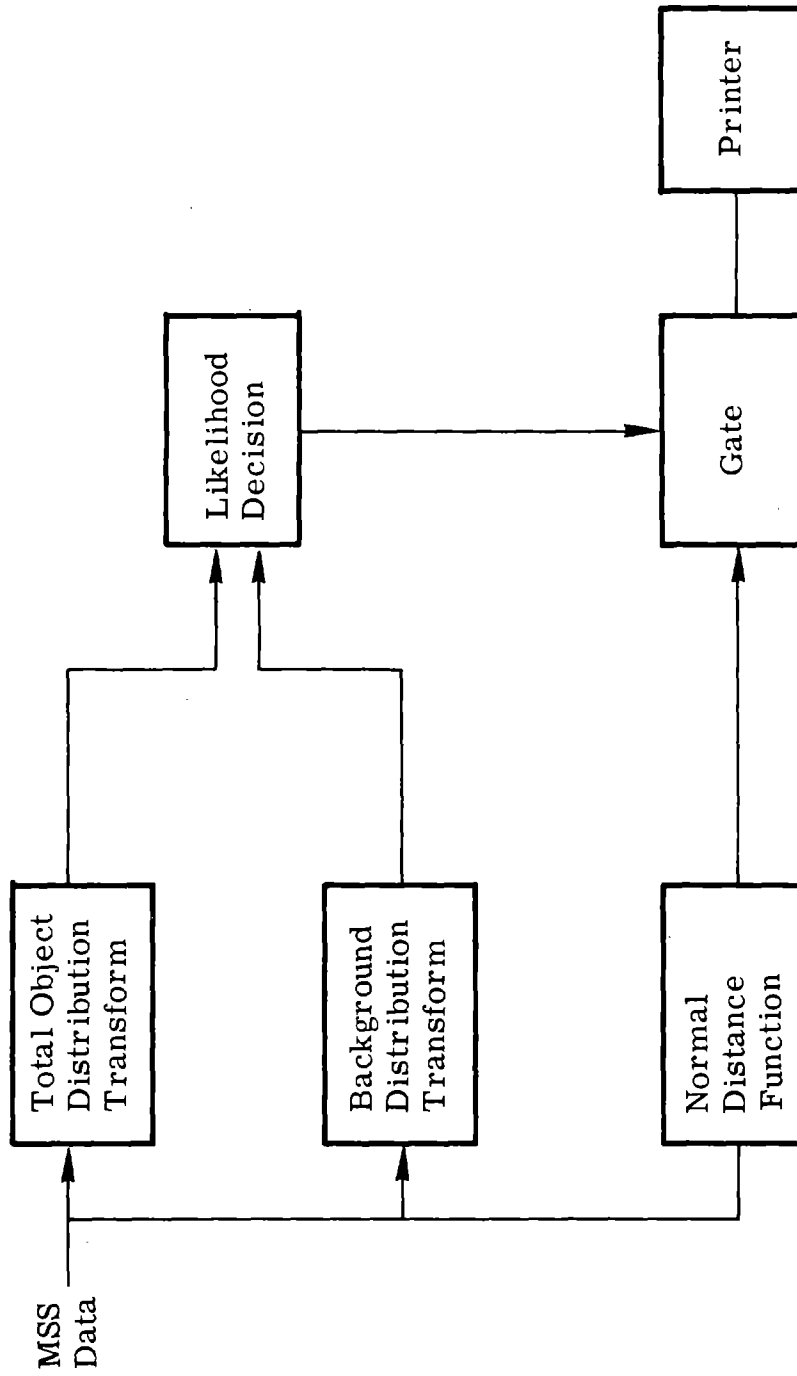 MSS
Data
Total Object
Distribution
Transform
Background
Distribution
Transform
Normal
Distance
Function
Likelihood
Decision
Gate
Printer